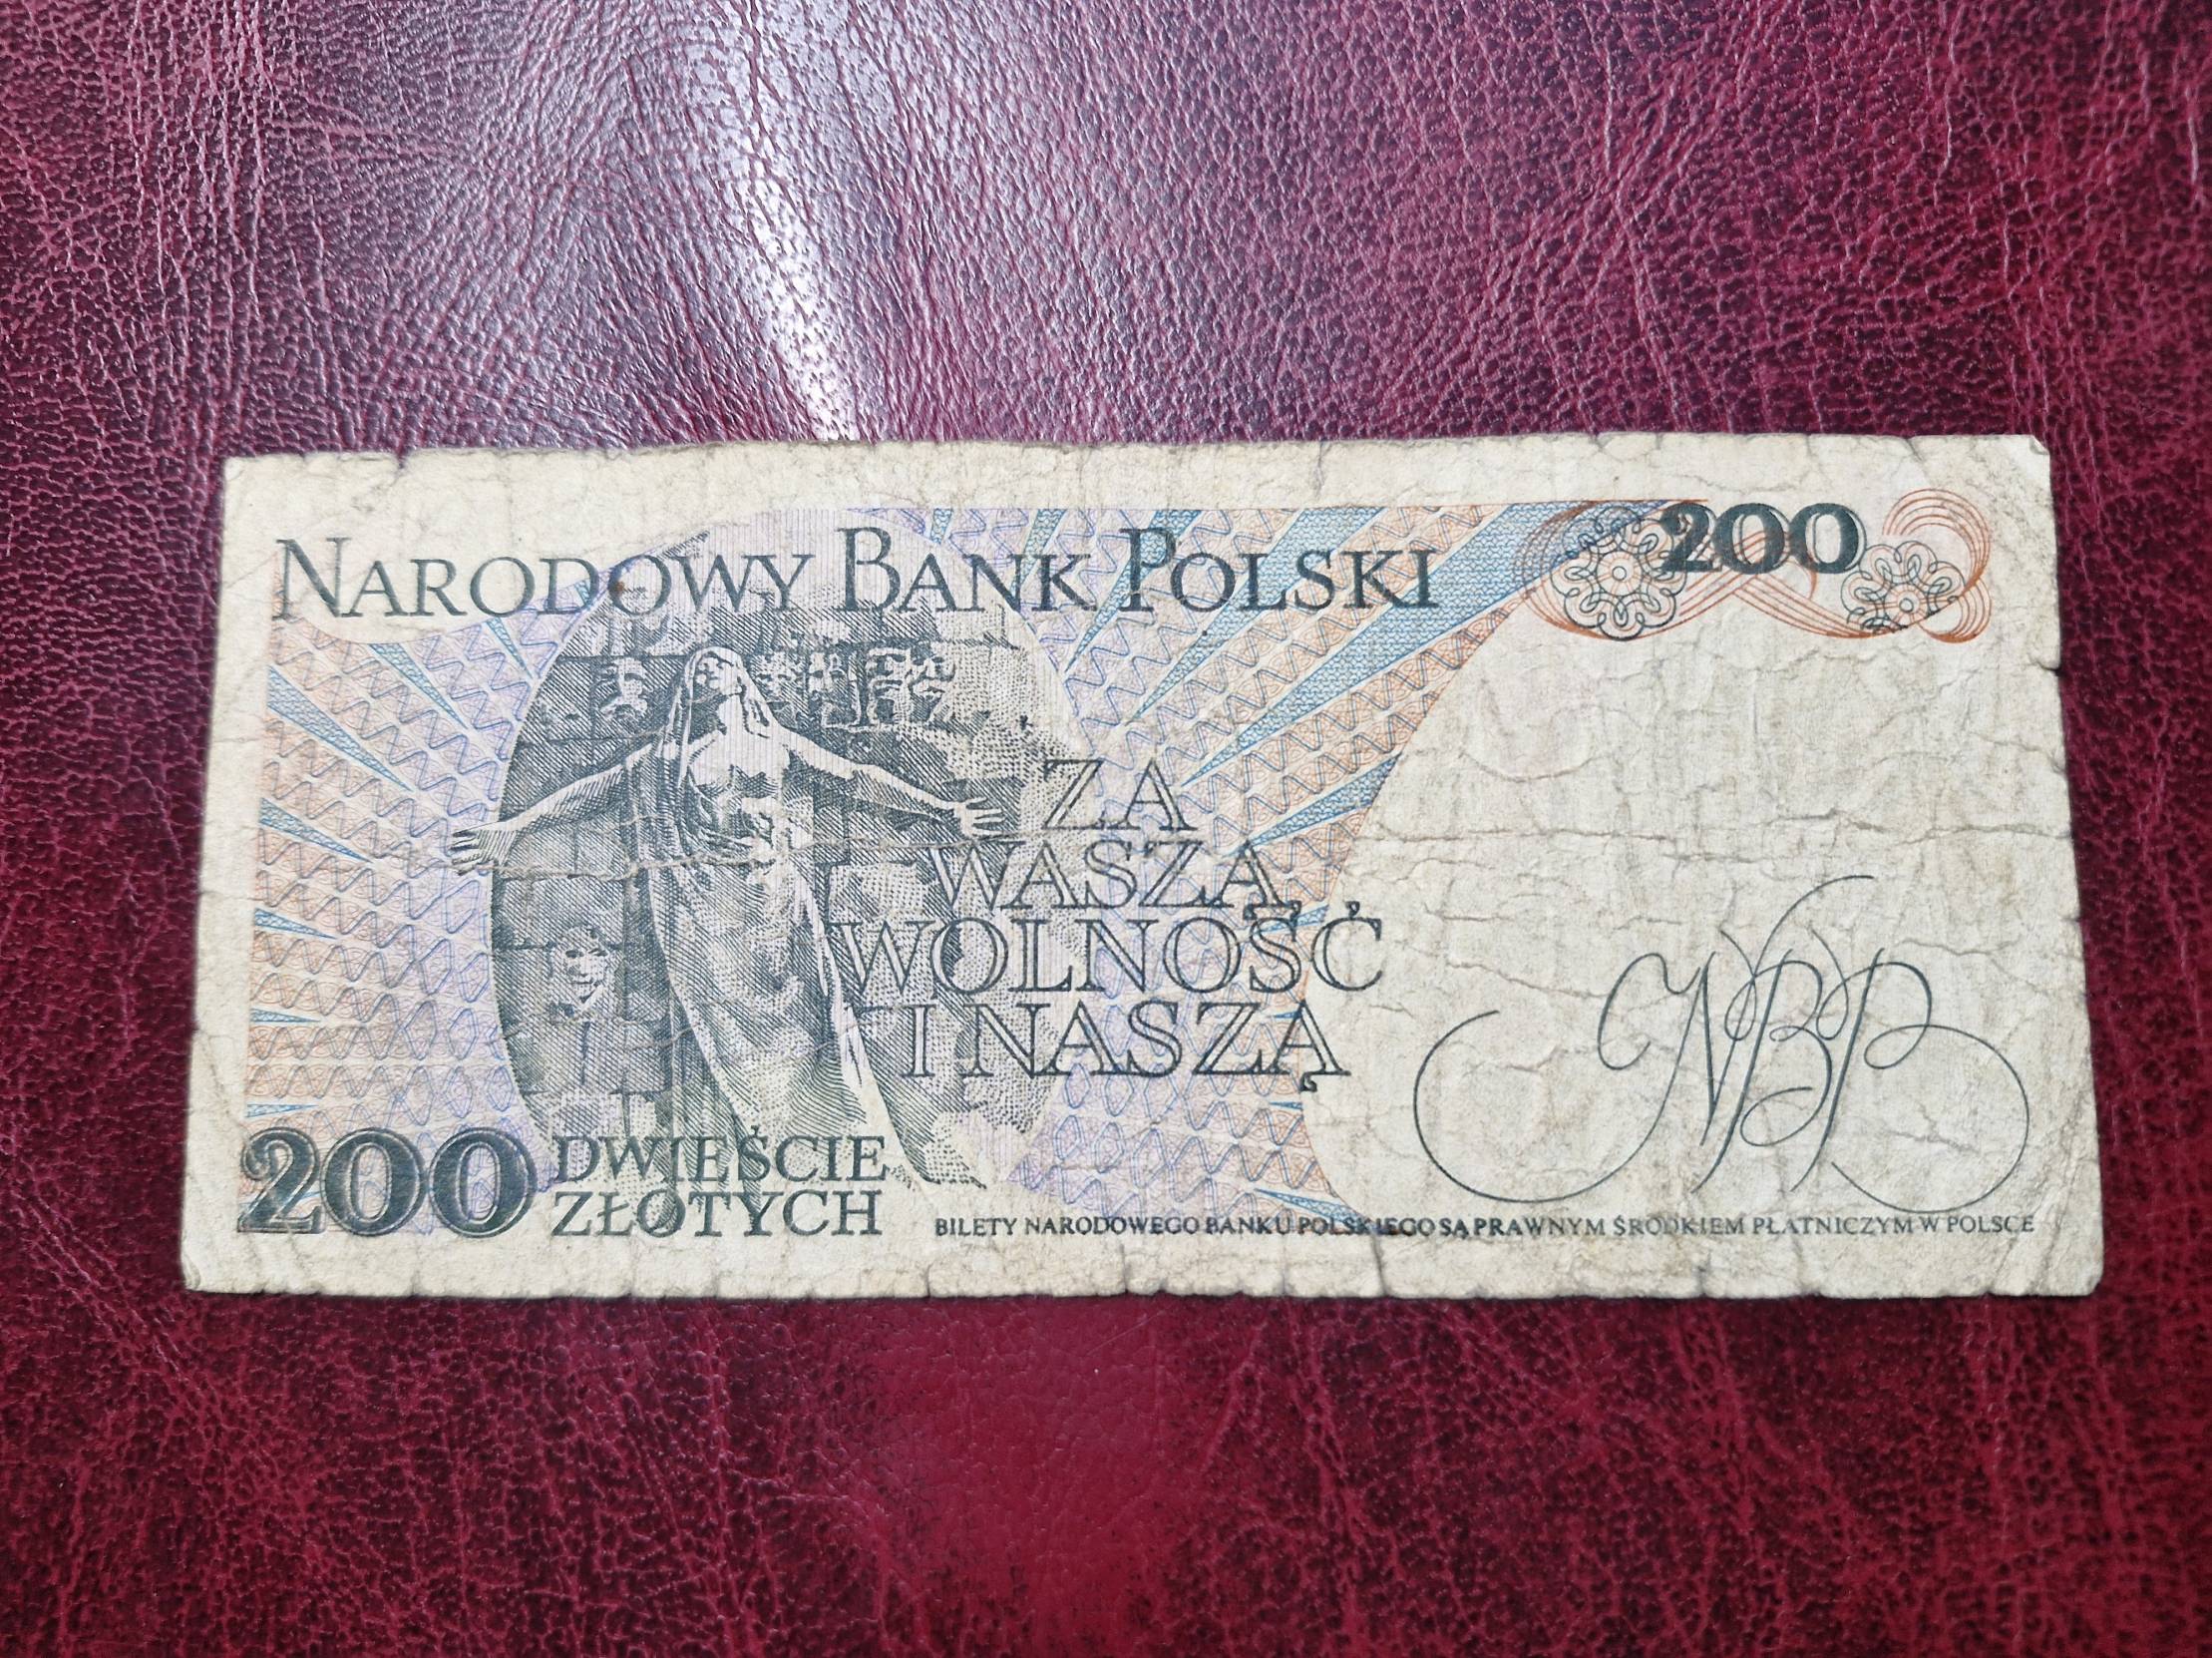 NARODOWY BANK POLSKI
200
ZA
WASZĄ
WOLNOŚĆ
I NASZĄ
NBP
200 DWIEŚCIE
ZŁOTYCH
BILETY NARODOWEGO BANKU POLSKIEGO SĄ PRAWNYM ŚRODKIEM PŁATNICZYM W POLSCE